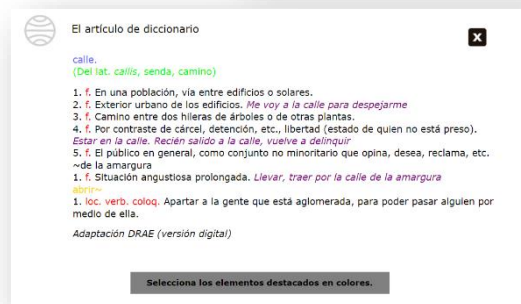 El artículo de diccionario
X
calle.
(Del lat. callis, senda, camino)
1. f. En una población, vía entre edificios o solares.
2. f. Exterior urbano de los edificios. Me voy a la calle para despejarme
3. f. Camino entre dos hileras de árboles o de otras plantas.
4. f. Por contraste de cárcel, detención, etc., libertad (estado de quien no está preso).
Estar en la calle. Recién salido a la calle, vuelve a delinquir
5. f. El público en general, como conjunto no minoritario que opina, desea, reclama, etc.
~de la amargura
1. f. Situación angustiosa prolongada. Llevar, traer por la calle de la amargura
abrir~
1. loc. verb. coloq. Apartar a la gente que está aglomerada, para poder pasar alguien por
medio de ella.
Adaptación DRAE (versión digital)
Selecciona los elementos destacados en colores.